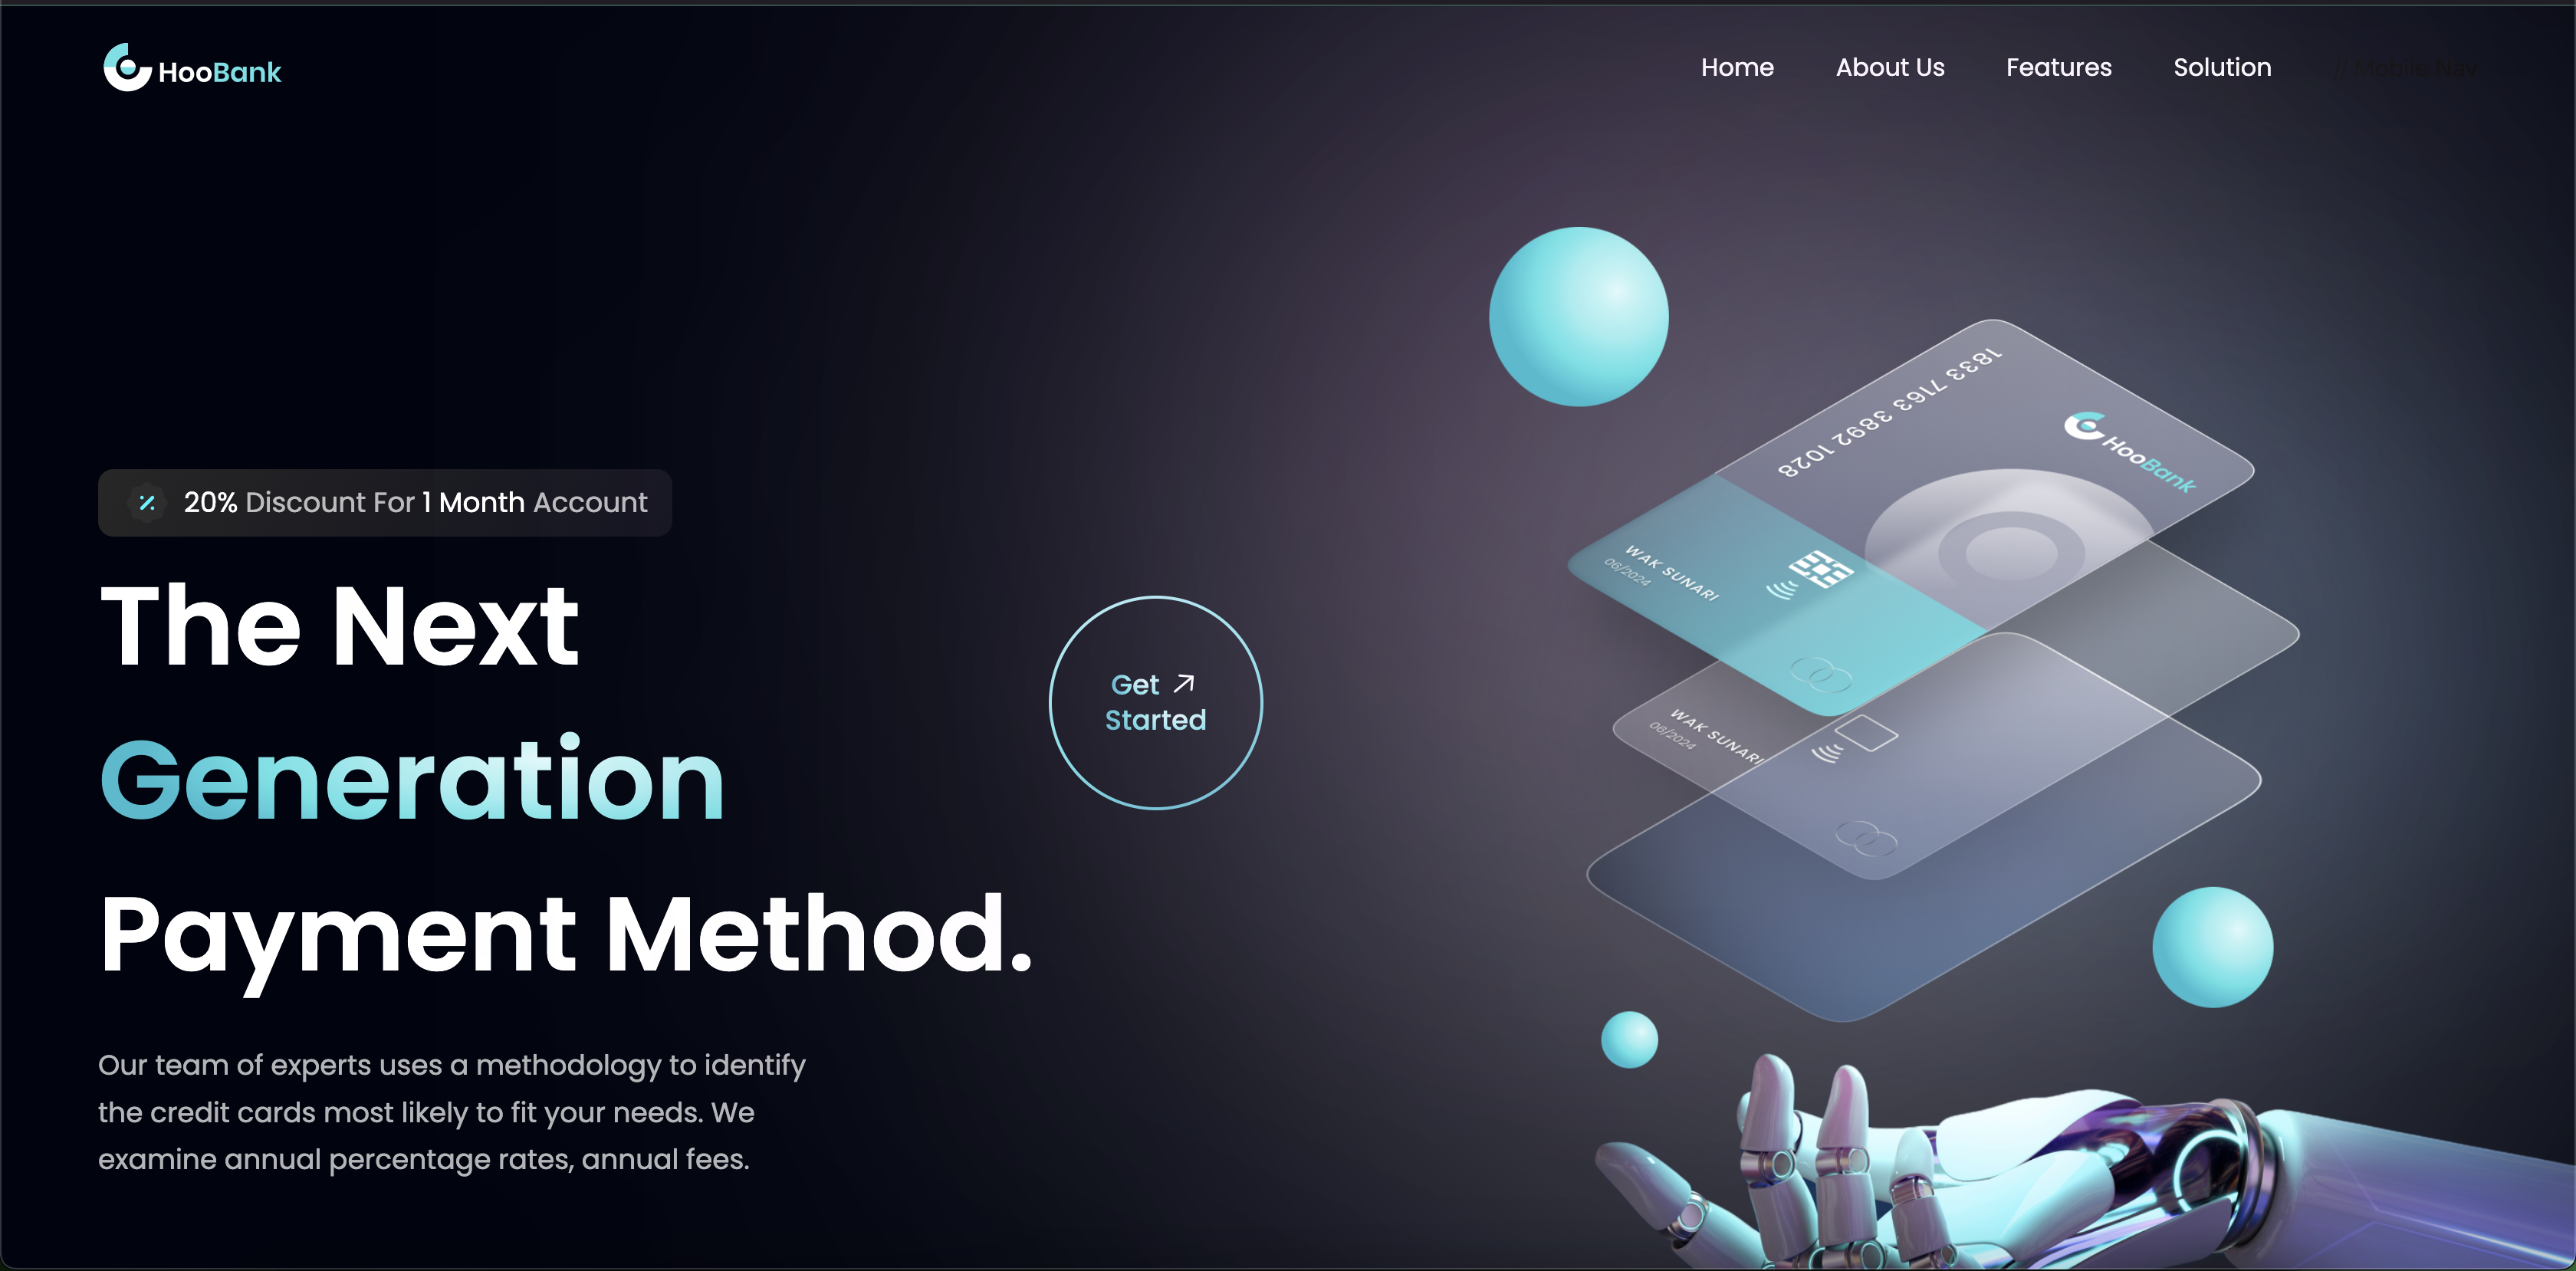 HooBank
Home
About Us
Features
Solution
// Mobile Nav
20% Discount For 1 Month Account
The Next
Generation
Payment Method.
Get
Started
Our team of experts uses a methodology to identify
the credit cards most likely to fit your needs. We
examine annual percentage rates, annual fees.
1833 7163 3892 1028
HooBank
WAK SUNARI
06/2024
WAK SUNARI
06/2024